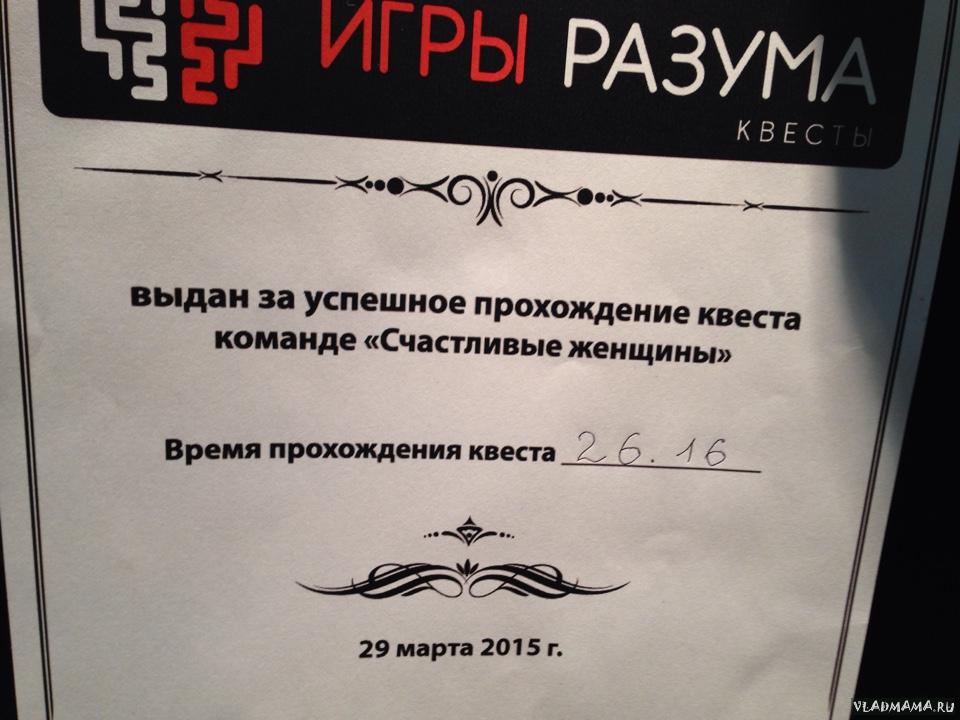 ИГРЫ РАЗУМА
КВЕСТЫ
выдан за успешное прохождение квеста
команде «Счастливые женщины»
Время прохождения квеста 26.16
29 марта 2015 г.
VLADMAMA.RU